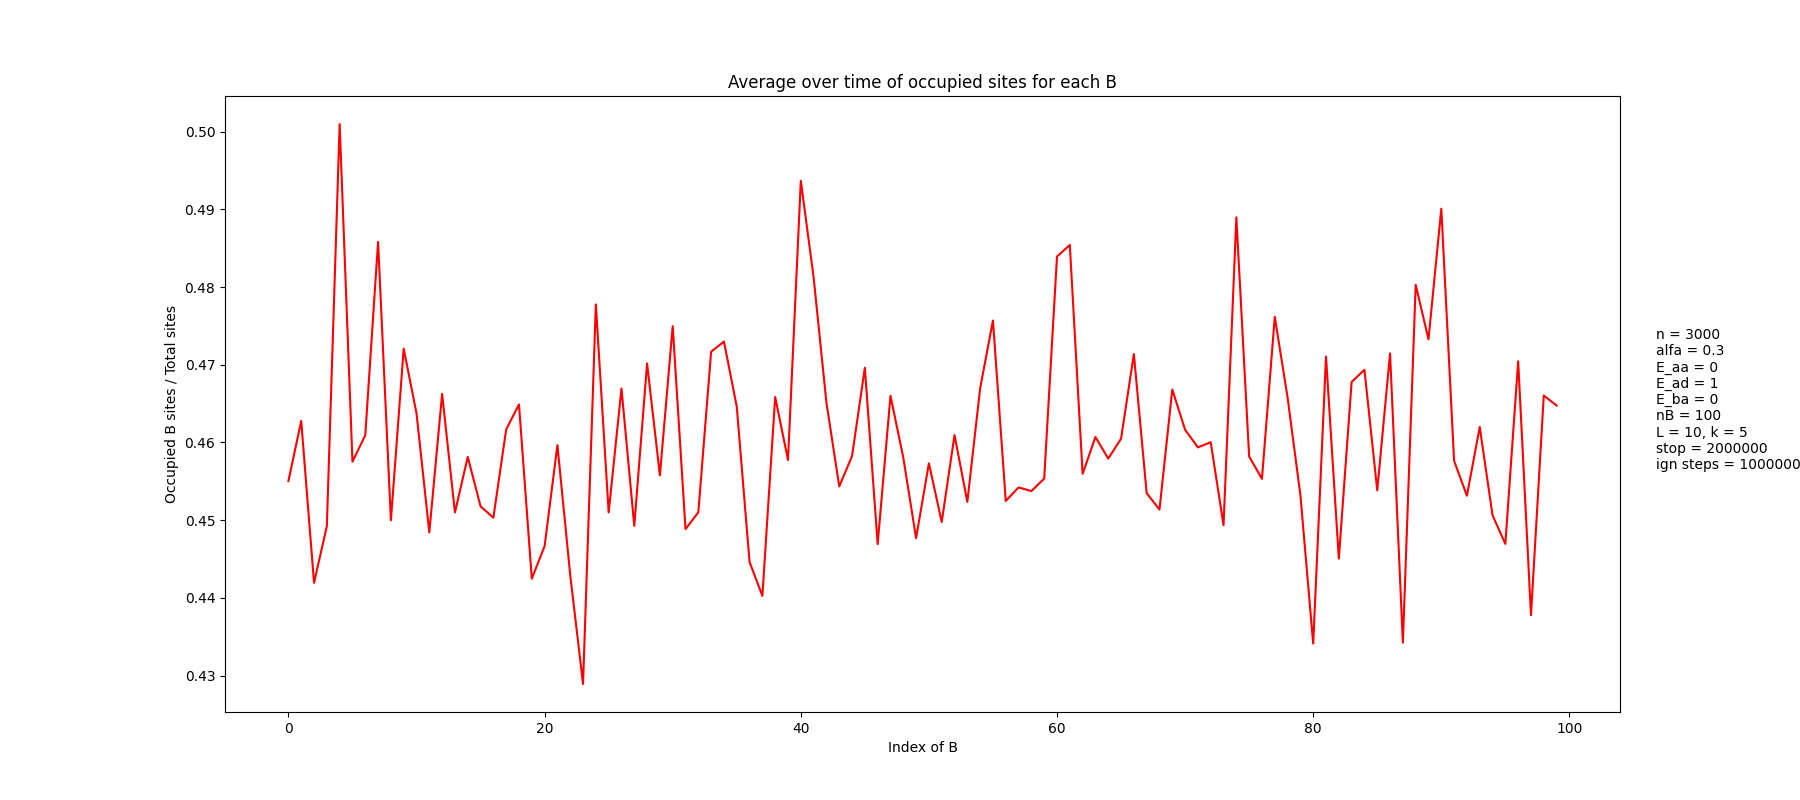 Average over time of occupied sites for each B
0.50
0.49
0.48
0.47
0.46
0.45
0.44
0.43
Occupied B sites / Total sites
0 20 40 60 80 100
Index of B
n = 3000
alfa = 0.3
E_aa = 0
E_ad = 1
E_ba = 0
nB = 100
L = 10, k = 5
stop = 2000000
ign steps = 1000000